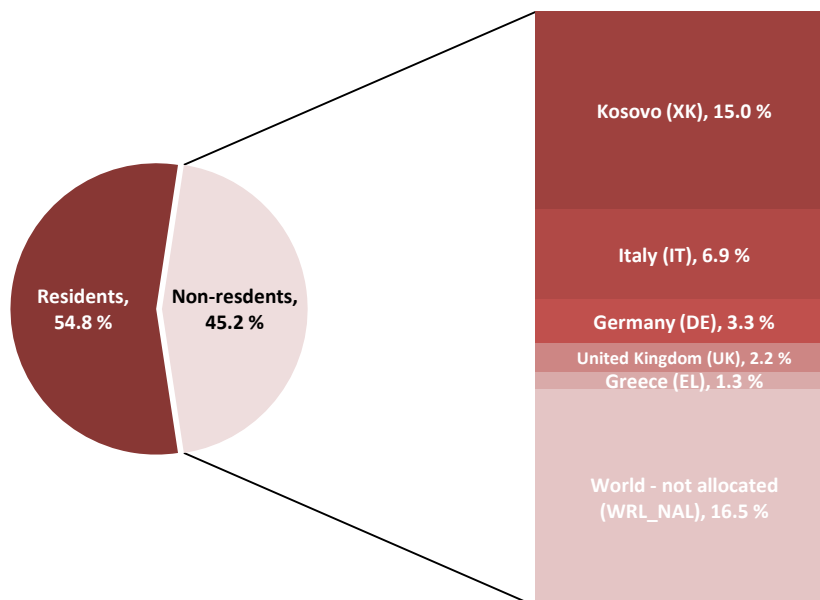 Residents,
54.8 %
Non-resdents,
45.2 %
Kosovo (XK), 15.0 %
Italy (IT), 6.9 %
Germany (DE), 3.3 %
United Kingdom (UK), 2.2 %
Greece (EL), 1.3 %
World - not allocated
(WRL_NAL), 16.5 %